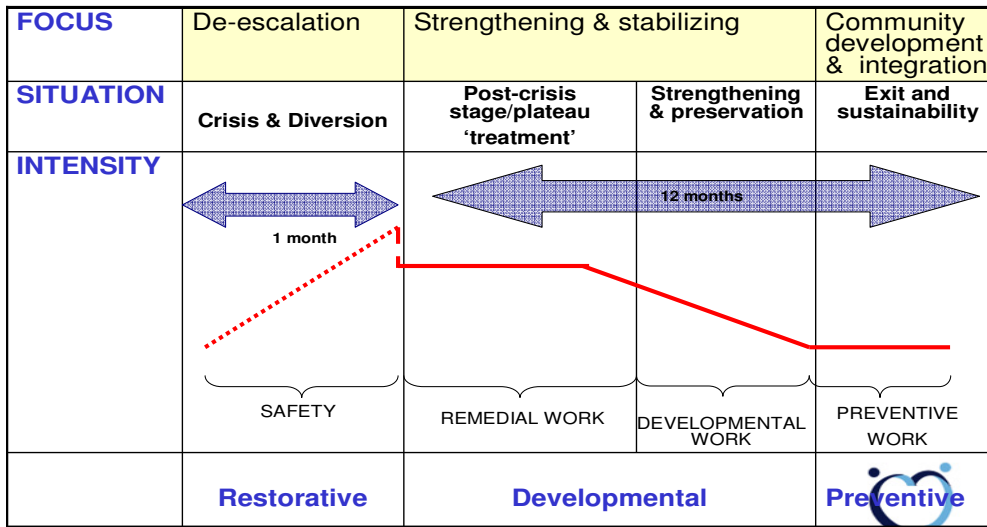 FOCUS
De-escalation
Strengthening & stabilizing
Community
development
& integration
SITUATION
Crisis & Diversion
Post-crisis
stage/plateau
‘treatment’
Strengthening
& preservation
Exit and
sustainability
INTENSITY
1 month
12 months
SAFETY
REMEDIAL WORK
DEVELOPMENTAL
WORK
PREVENTIVE
WORK
Restorative
Developmental
Preventive